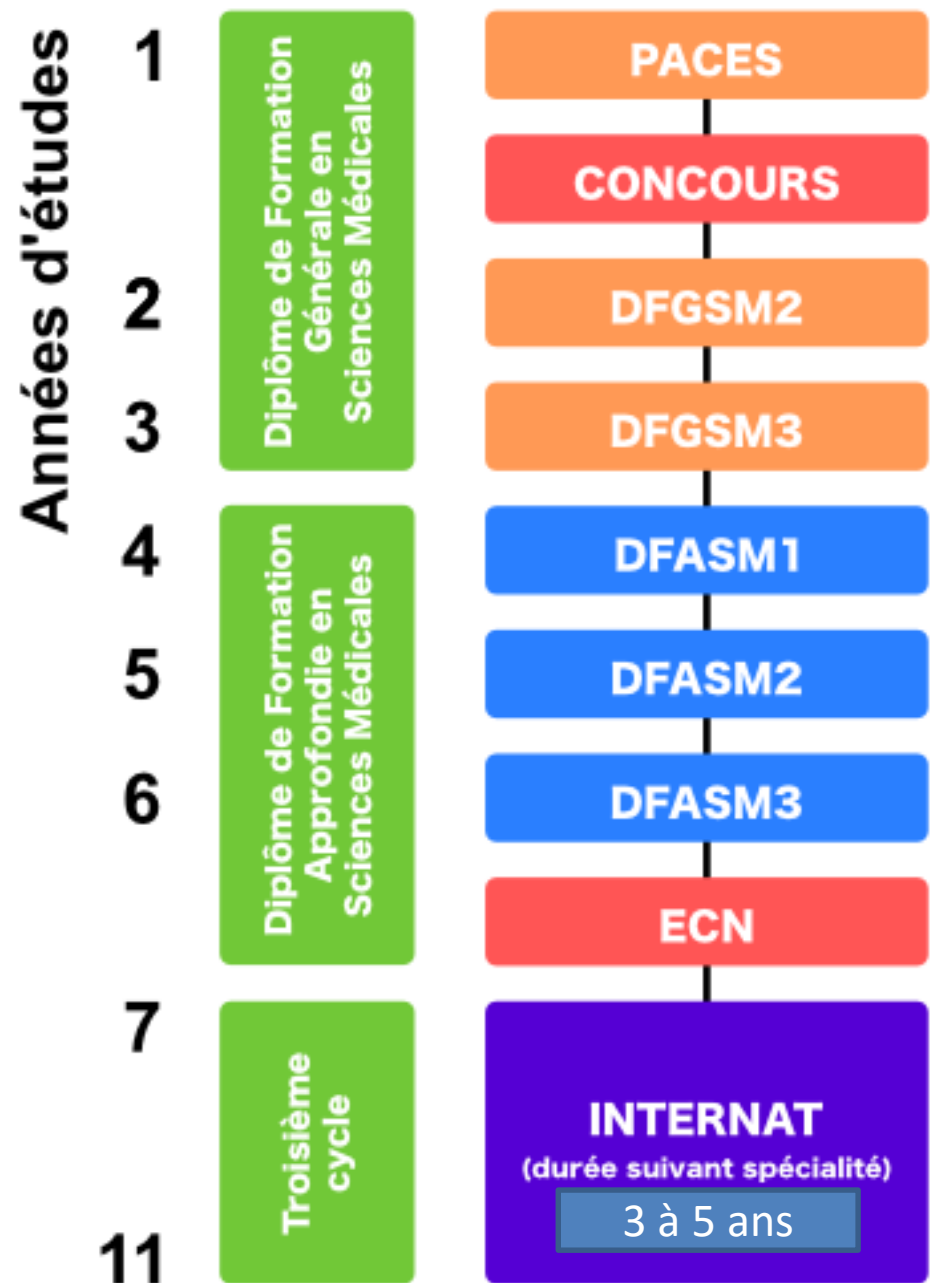 Années d'études
1
Diplôme de Formation
Générale en
Sciences Médicales
PACES
CONCOURS
2
DFGSM2
3
DFGSM3
4
Diplôme de Formation
Approfondie en
Sciences Médicales
DFASM1
5
DFASM2
6
DFASM3
ECN
7
Troisième
cycle
INTERNAT
(durée suivant spécialité)
3 à 5 ans
11